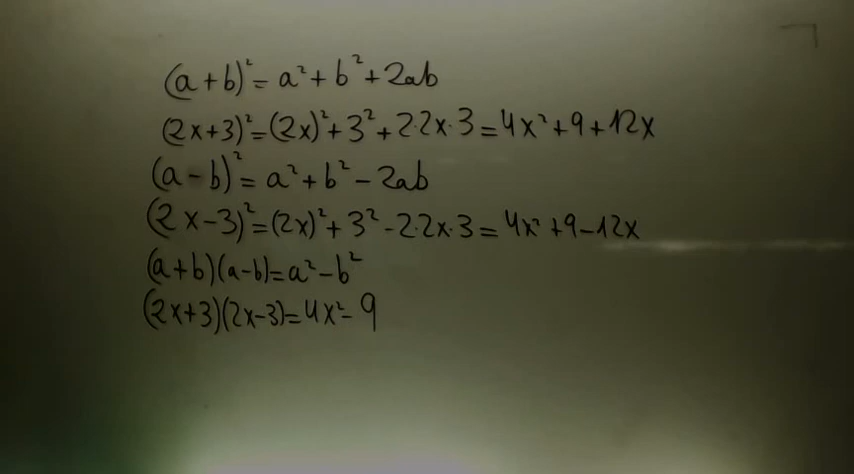 (a+b)²= a²+b²+2ab
(2x+3)²=(2x)²+3²+2·2x·3=4x²+9+12x
(a-b)²= a²+b²-2ab
(2x-3)²=(2x)²+3²-2·2x·3=4x²+9-12x
(a+b)(a-b)=a²-b²
(2x+3)(2x-3)=4x²-9